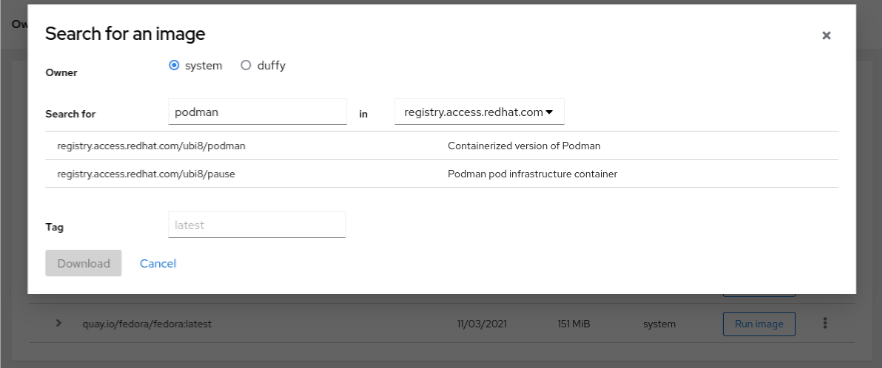 Ow
Search for an image ×
Owner system duffy
Search for podman in registry.access.redhat.com
registry.access.redhat.com/ubi8/podman Containerized version of Podman
registry.access.redhat.com/ubi8/pause Podman pod infrastructure container
Tag latest
Download Cancel
quay.io/fedora/fedora:latest 11/03/2021 151 MiB system Run image